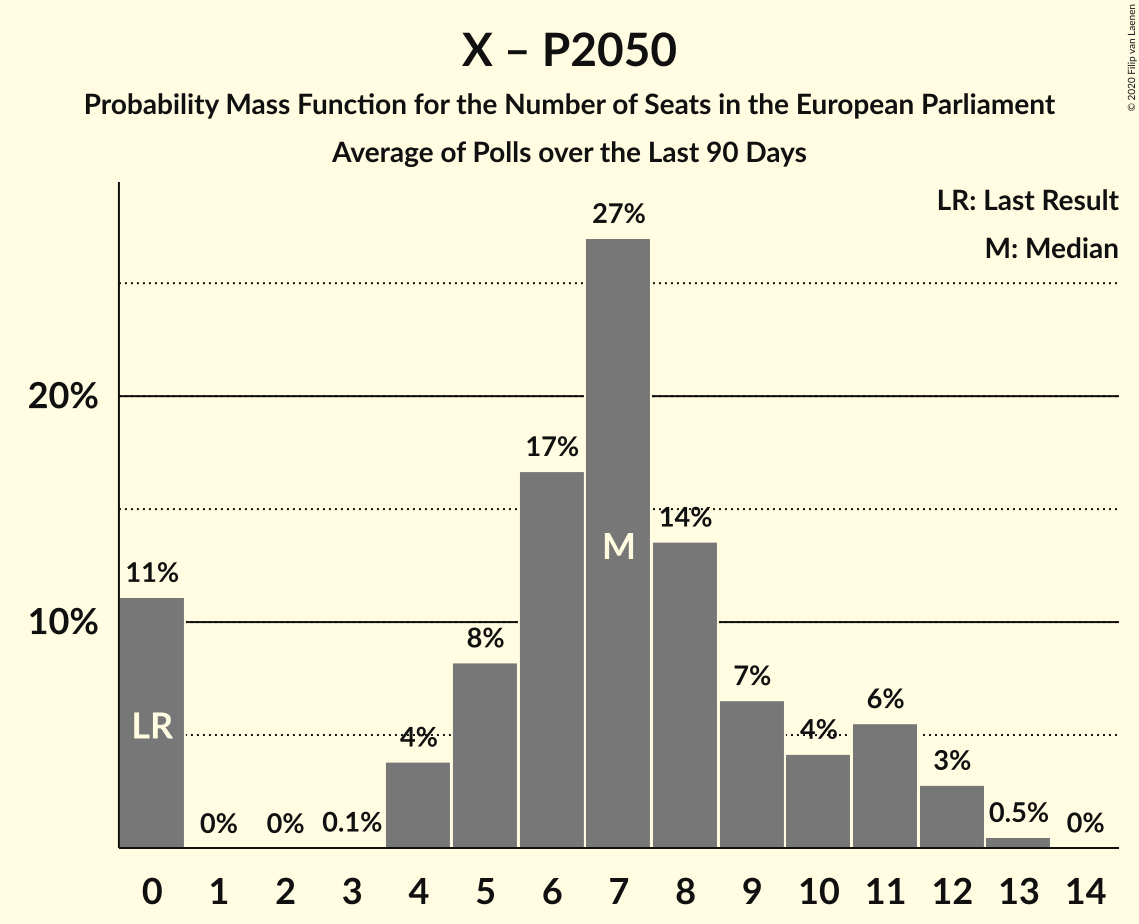 X – P2050
Probability Mass Function for the Number of Seats in the European Parliament
Average of Polls over the Last 90 Days
© 2020 Filip van Laenen
LR: Last Result
M: Median
20%
10%
11%
0%
0%
0.1%
4%
8%
17%
27%
14%
7%
4%
6%
3%
0.5%
0%
LR
M
0 1 2 3 4 5 6 7 8 9 10 11 12 13 14